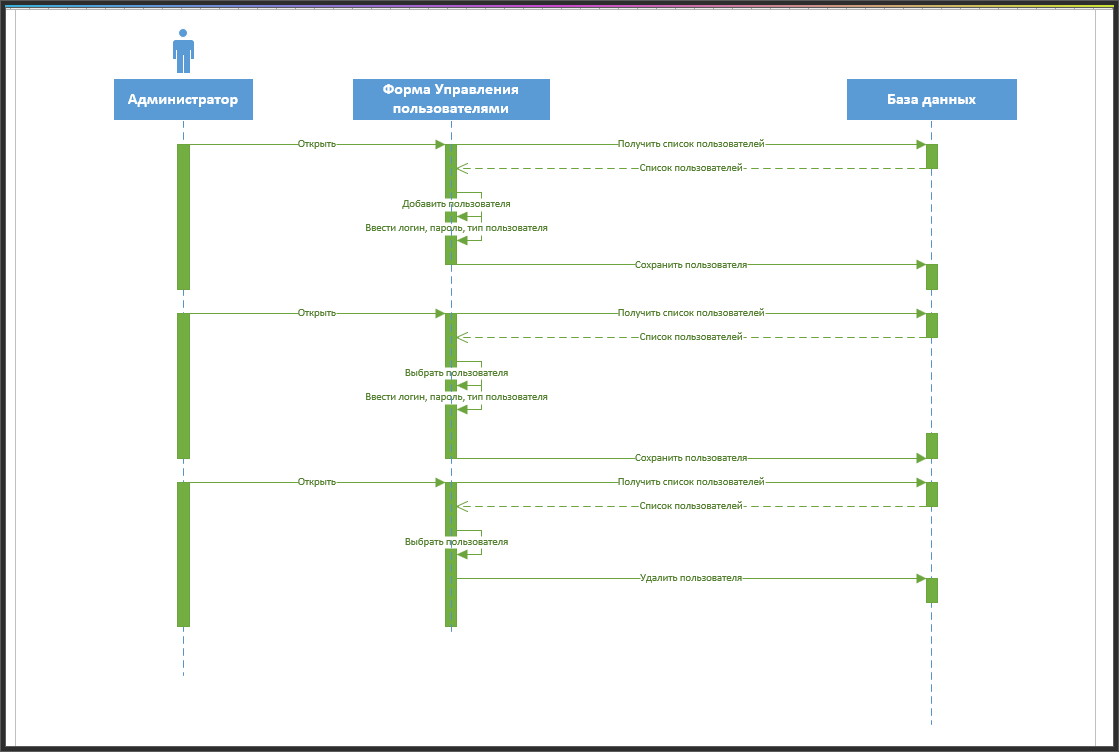 Администратор
Форма Управления
пользователями
База данных
Открыть
Получить список пользователей
Список пользователей
Добавить пользователя
Ввести логин, пароль, тип пользователя
Сохранить пользователя
Открыть
Получить список пользователей
Список пользователей
Выбрать пользователя
Ввести логин, пароль, тип пользователя
Сохранить пользователя
Открыть
Получить список пользователей
Список пользователей
Выбрать пользователя
Удалить пользователя